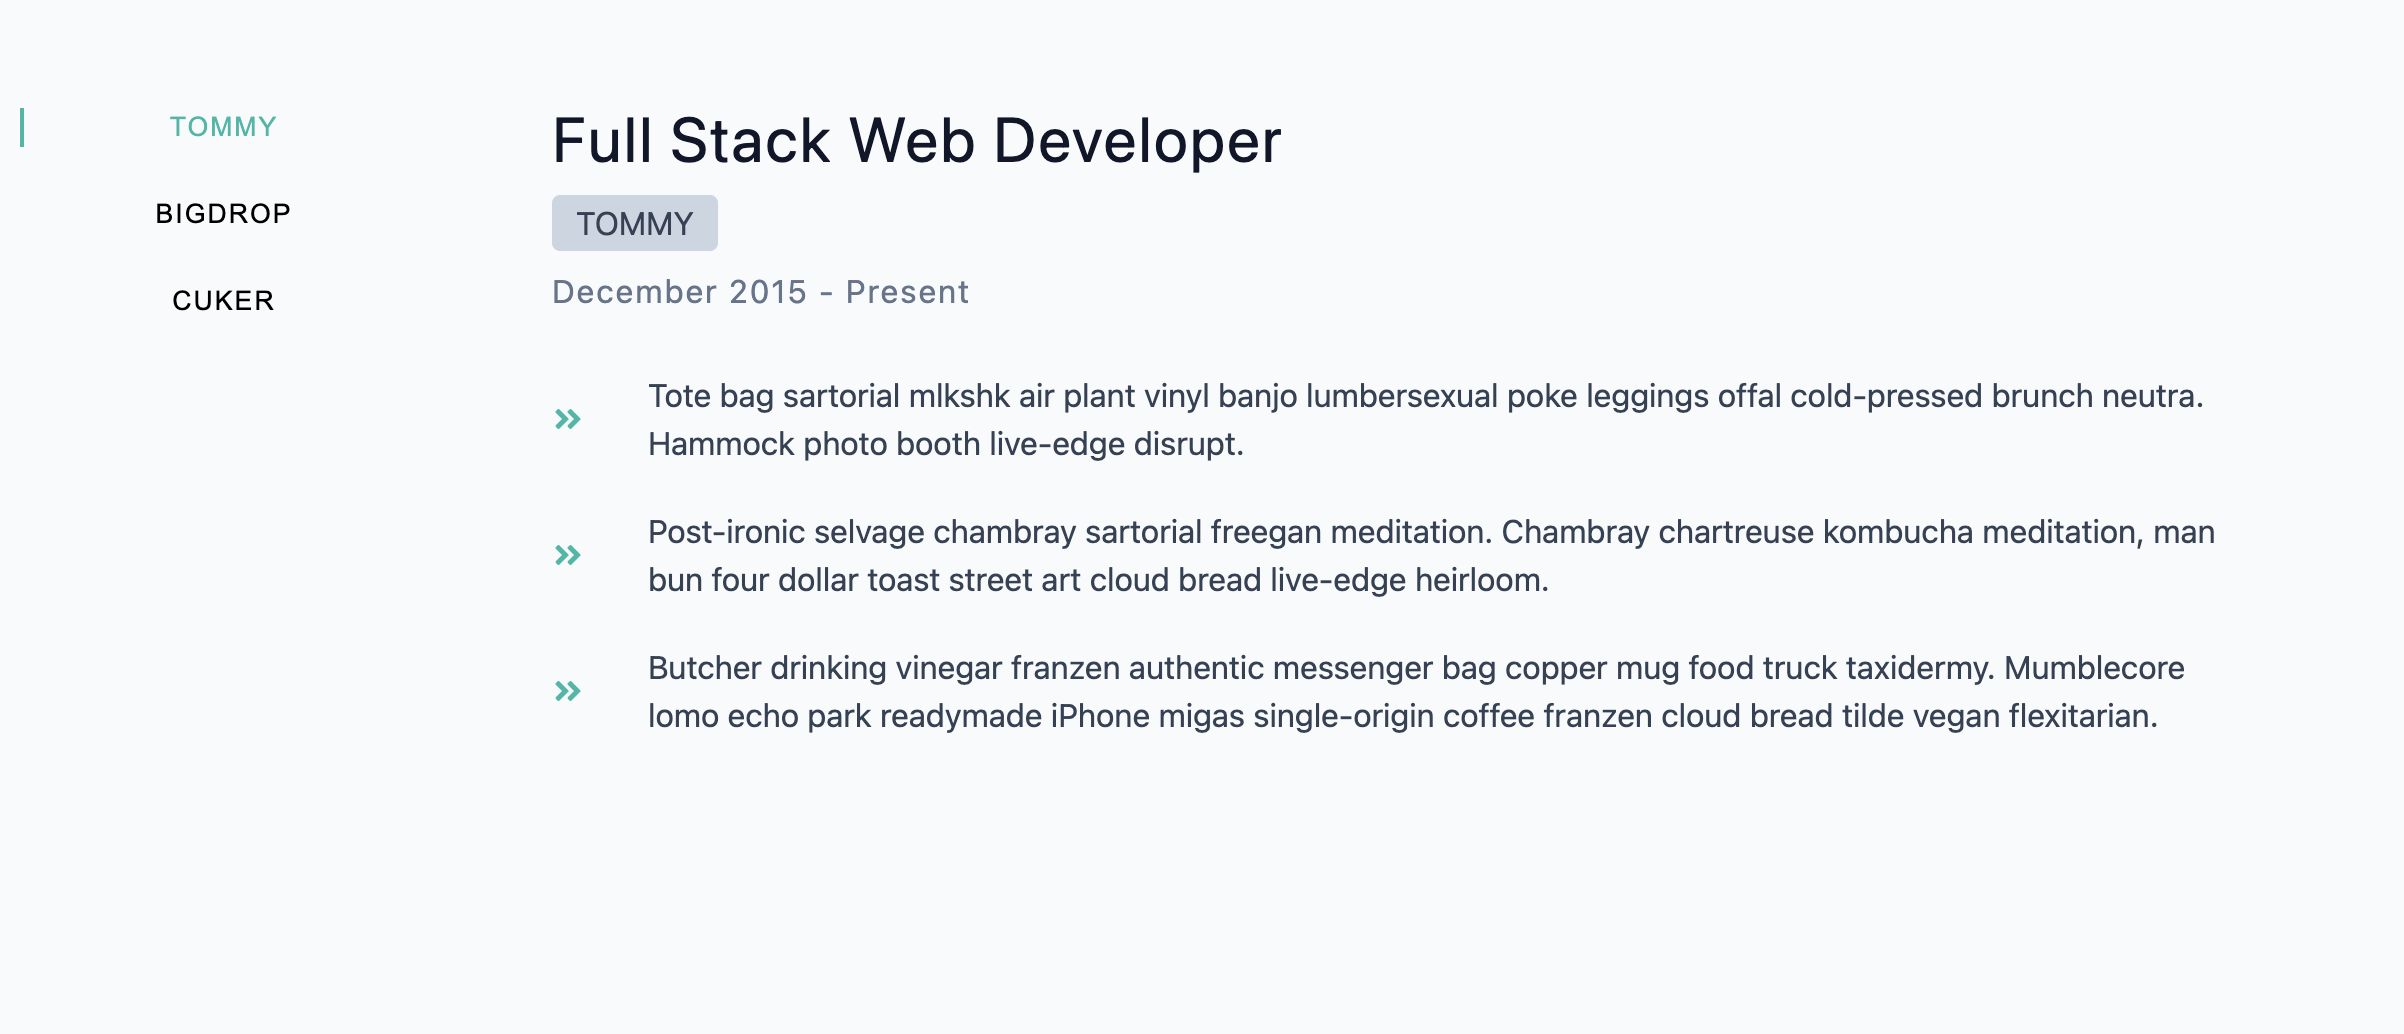 TOMMY
BIGDROP
CUKER
Full Stack Web Developer
TOMMY
December 2015 - Present
Tote bag sartorial mlkshk air plant vinyl banjo lumbersexual poke leggings offal cold-pressed brunch neutra.
Hammock photo booth live-edge disrupt.
Post-ironic selvage chambray sartorial freegan meditation. Chambray chartreuse kombucha meditation, man
bun four dollar toast street art cloud bread live-edge heirloom.
Butcher drinking vinegar franzen authentic messenger bag copper mug food truck taxidermy. Mumblecore
lomo echo park readymade iPhone migas single-origin coffee franzen cloud bread tilde vegan flexitarian.